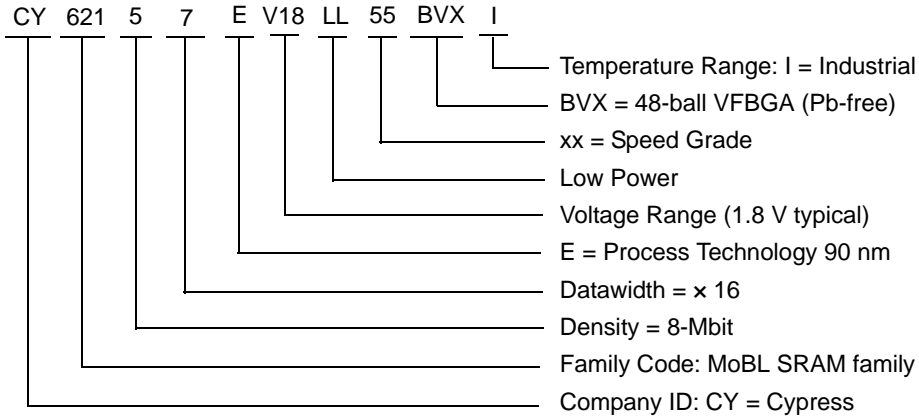 CY 621 5 7 E V18 LL 55 BVX I
Temperature Range: I = Industrial
BVX = 48-ball VFBGA (Pb-free)
xx = Speed Grade
Low Power
Voltage Range (1.8 V typical)
E = Process Technology 90 nm
Datawidth = × 16
Density = 8-Mbit
Family Code: MoBL SRAM family
Company ID: CY = Cypress